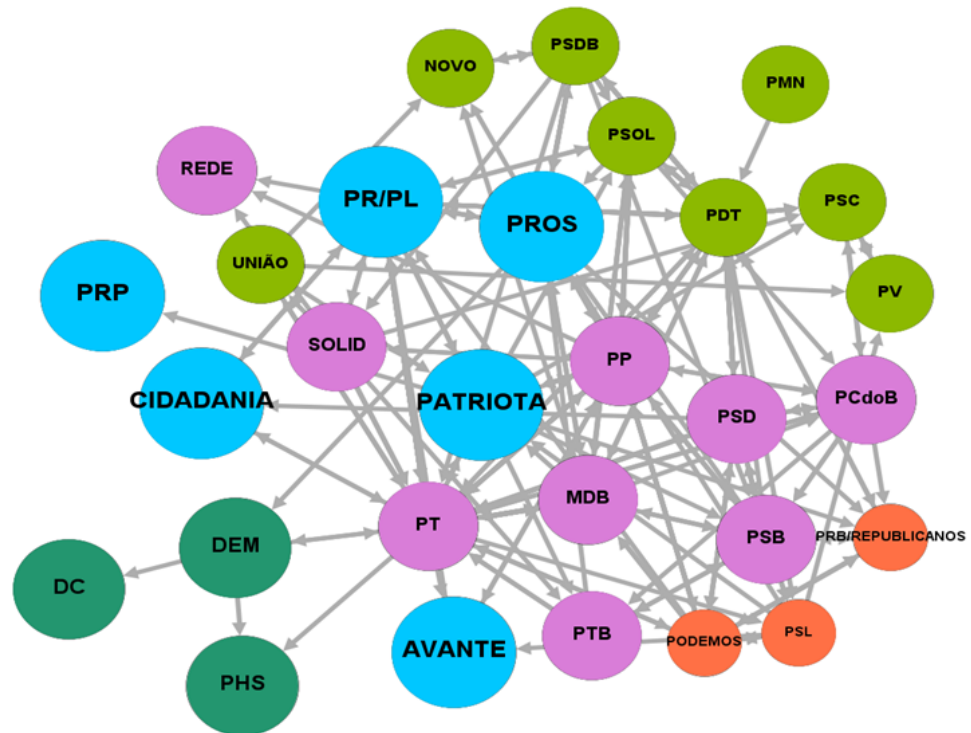 PSDB
NOVO
PMN
PSOL
REDE
PR/PL
PSC
PDT
PROS
UNIÃO
PRP
PV
SOLID
PP
CIDADANIA
PATRIOTA
PCdoB
PSD
MDB
PT
PSB
PRB/REPUBLICANOS
DEM
DC
PTB
PSL
PODEMOS
AVANTE
PHS